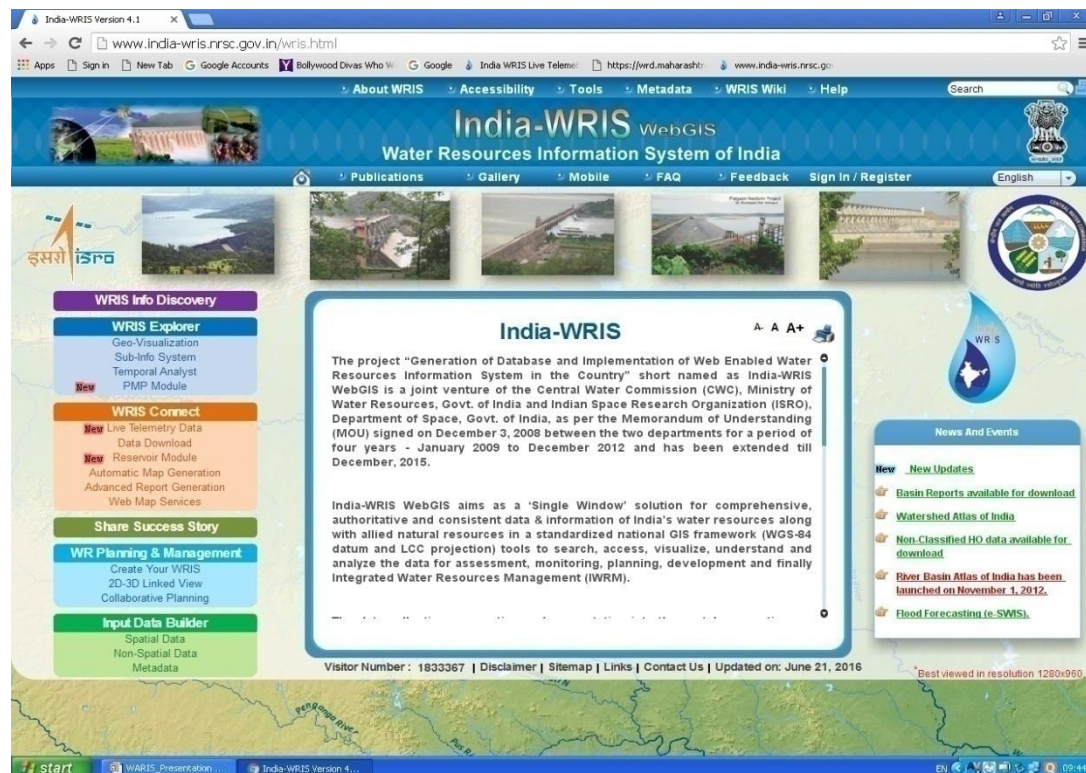 India-WRIS Version 4.1
www.india-wris.nrsc.gov.in/wris.html
Apps Sign in New Tab Google Accounts Bollywood Divas Who W Google India WRIS Live Teleme https://wrd.maharasht www.india-wris.nrsc.go
About WRIS Accessibility Tools Metadata WRIS Wiki Help Search
India-WRIS WebGIS
Water Resources Information System of India
Publications Gallery Mobile FAQ Feedback Sign In / Register English
इसरो isro
WRIS Info Discovery
WRIS Explorer
Geo-Visualization
Sub-Info System
Temporal Analyst
New PMP Module
WRIS Connect
New Live Telemetry Data
Data Download
New Reservoir Module
Automatic Map Generation
Advanced Report Generation
Web Map Services
Share Success Story
WR Planning & Management
Create Your WRIS
2D-3D Linked View
Collaborative Planning
Input Data Builder
Spatial Data
Non-Spatial Data
Metadata
India-WRIS A- A A+
The project “Generation of Database and Implementation of Web Enabled Water
Resources Information System in the Country” short named as India-WRIS
WebGIS is a joint venture of the Central Water Commission (CWC), Ministry of
Water Resources, Govt. of India and Indian Space Research Organization (ISRO),
Department of Space, Govt. of India, as per the Memorandum of Understanding
(MOU) signed on December 3, 2008 between the two departments for a period of
four years - January 2009 to December 2012 and has been extended till
December, 2015.
India-WRIS WebGIS aims as a ‘Single Window’ solution for comprehensive,
authoritative and consistent data & information of India’s water resources along
with allied natural resources in a standardized national GIS framework (WGS-84
datum and LCC projection) tools to search, access, visualize, understand and
analyze the data for assessment, monitoring, planning, development and finally
Integrated Water Resources Management (IWRM).
India
WRIS
News And Events
New New Updates
Basin Reports available for download
Watershed Atlas of India
Non-Classified HO data available for
download
River Basin Atlas of India has been
launched on November 1, 2012.
Flood Forecasting (e-SWIS).
Visitor Number : 1833367 | Disclaimer | Sitemap | Links | Contact Us | Updated on: June 21, 2016
*Best viewed in resolution 1280x960
Penganga River
start WARIS_Presentation ... India-WRIS Version 4... EN 09:44